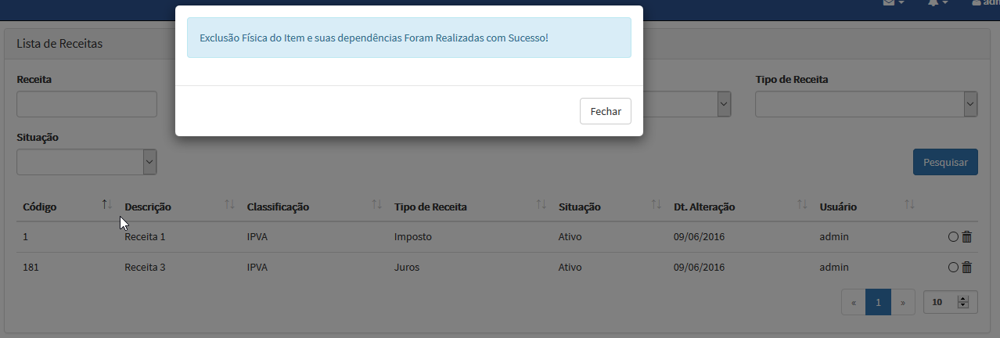 adm
Exclusão Física do Item e suas dependências Foram Realizadas com Sucesso!
Fechar
Lista de Receitas
Receita
Tipo de Receita
Situação
Pesquisar
Código Descrição Classificação Tipo de Receita Situação Dt. Alteração Usuário
1 Receita 1 IPVA Imposto Ativo 09/06/2016 admin
181 Receita 3 IPVA Juros Ativo 09/06/2016 admin
« 1 » 10